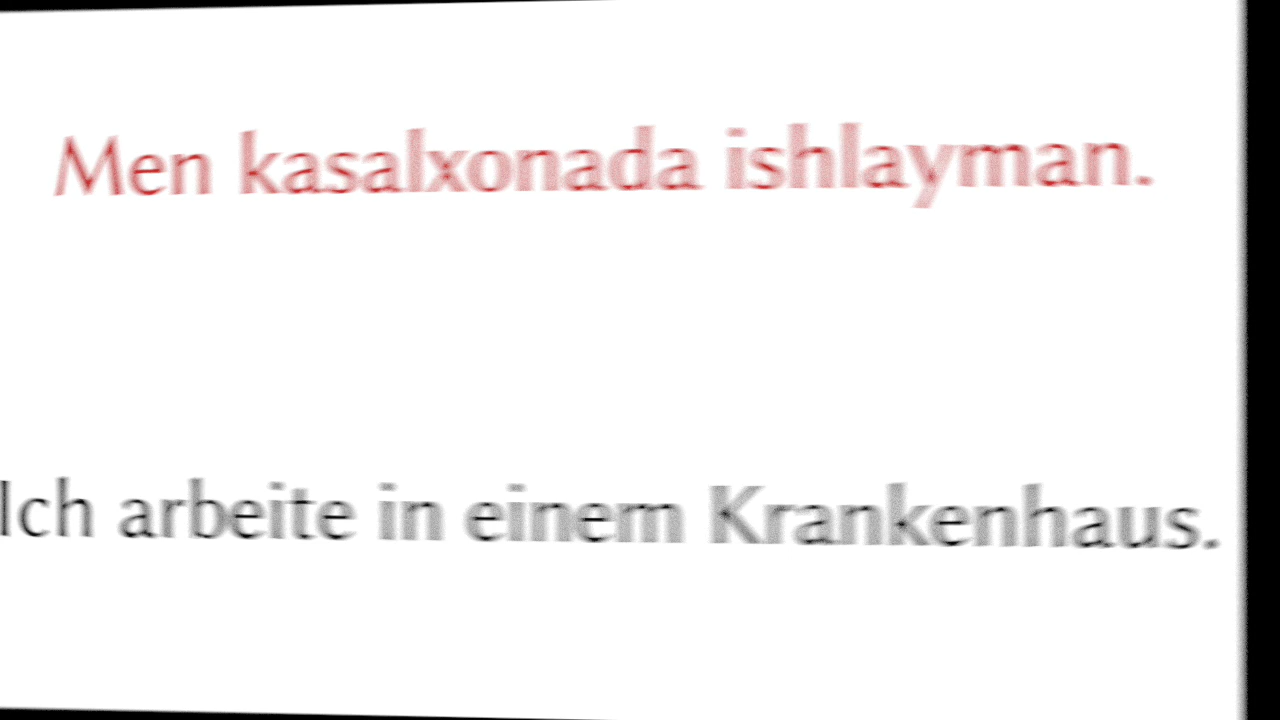 Men kasalxonada ishlayman.
Ich arbeite in einem Krankenhaus.